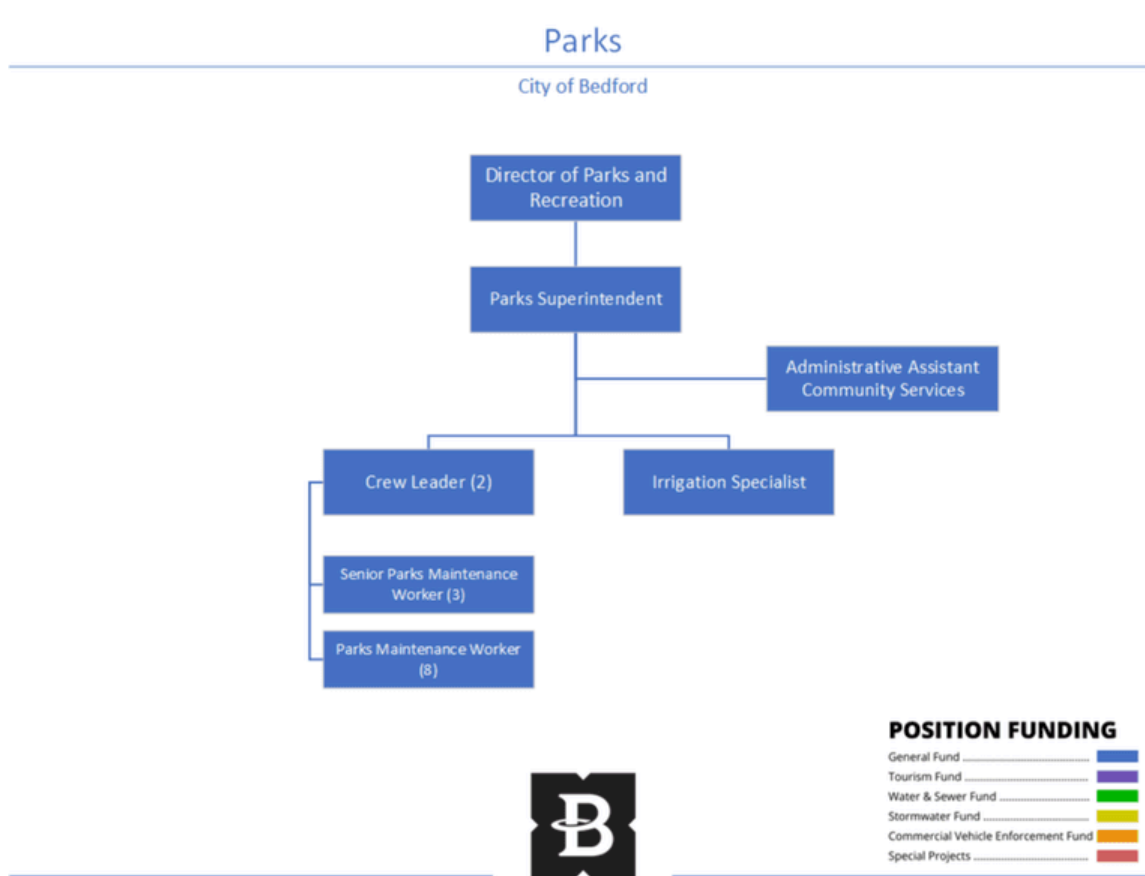 Parks
City of Bedford
Director of Parks and
Recreation
Parks Superintendent
Administrative Assistant
Community Services
Crew Leader (2)
Irrigation Specialist
Senior Parks Maintenance
Worker (3)
Parks Maintenance Worker
(8)
POSITION FUNDING
General Fund
Tourism Fund
Water & Sewer Fund
Stormwater Fund
Commercial Vehicle Enforcement Fund
Special Projects
B